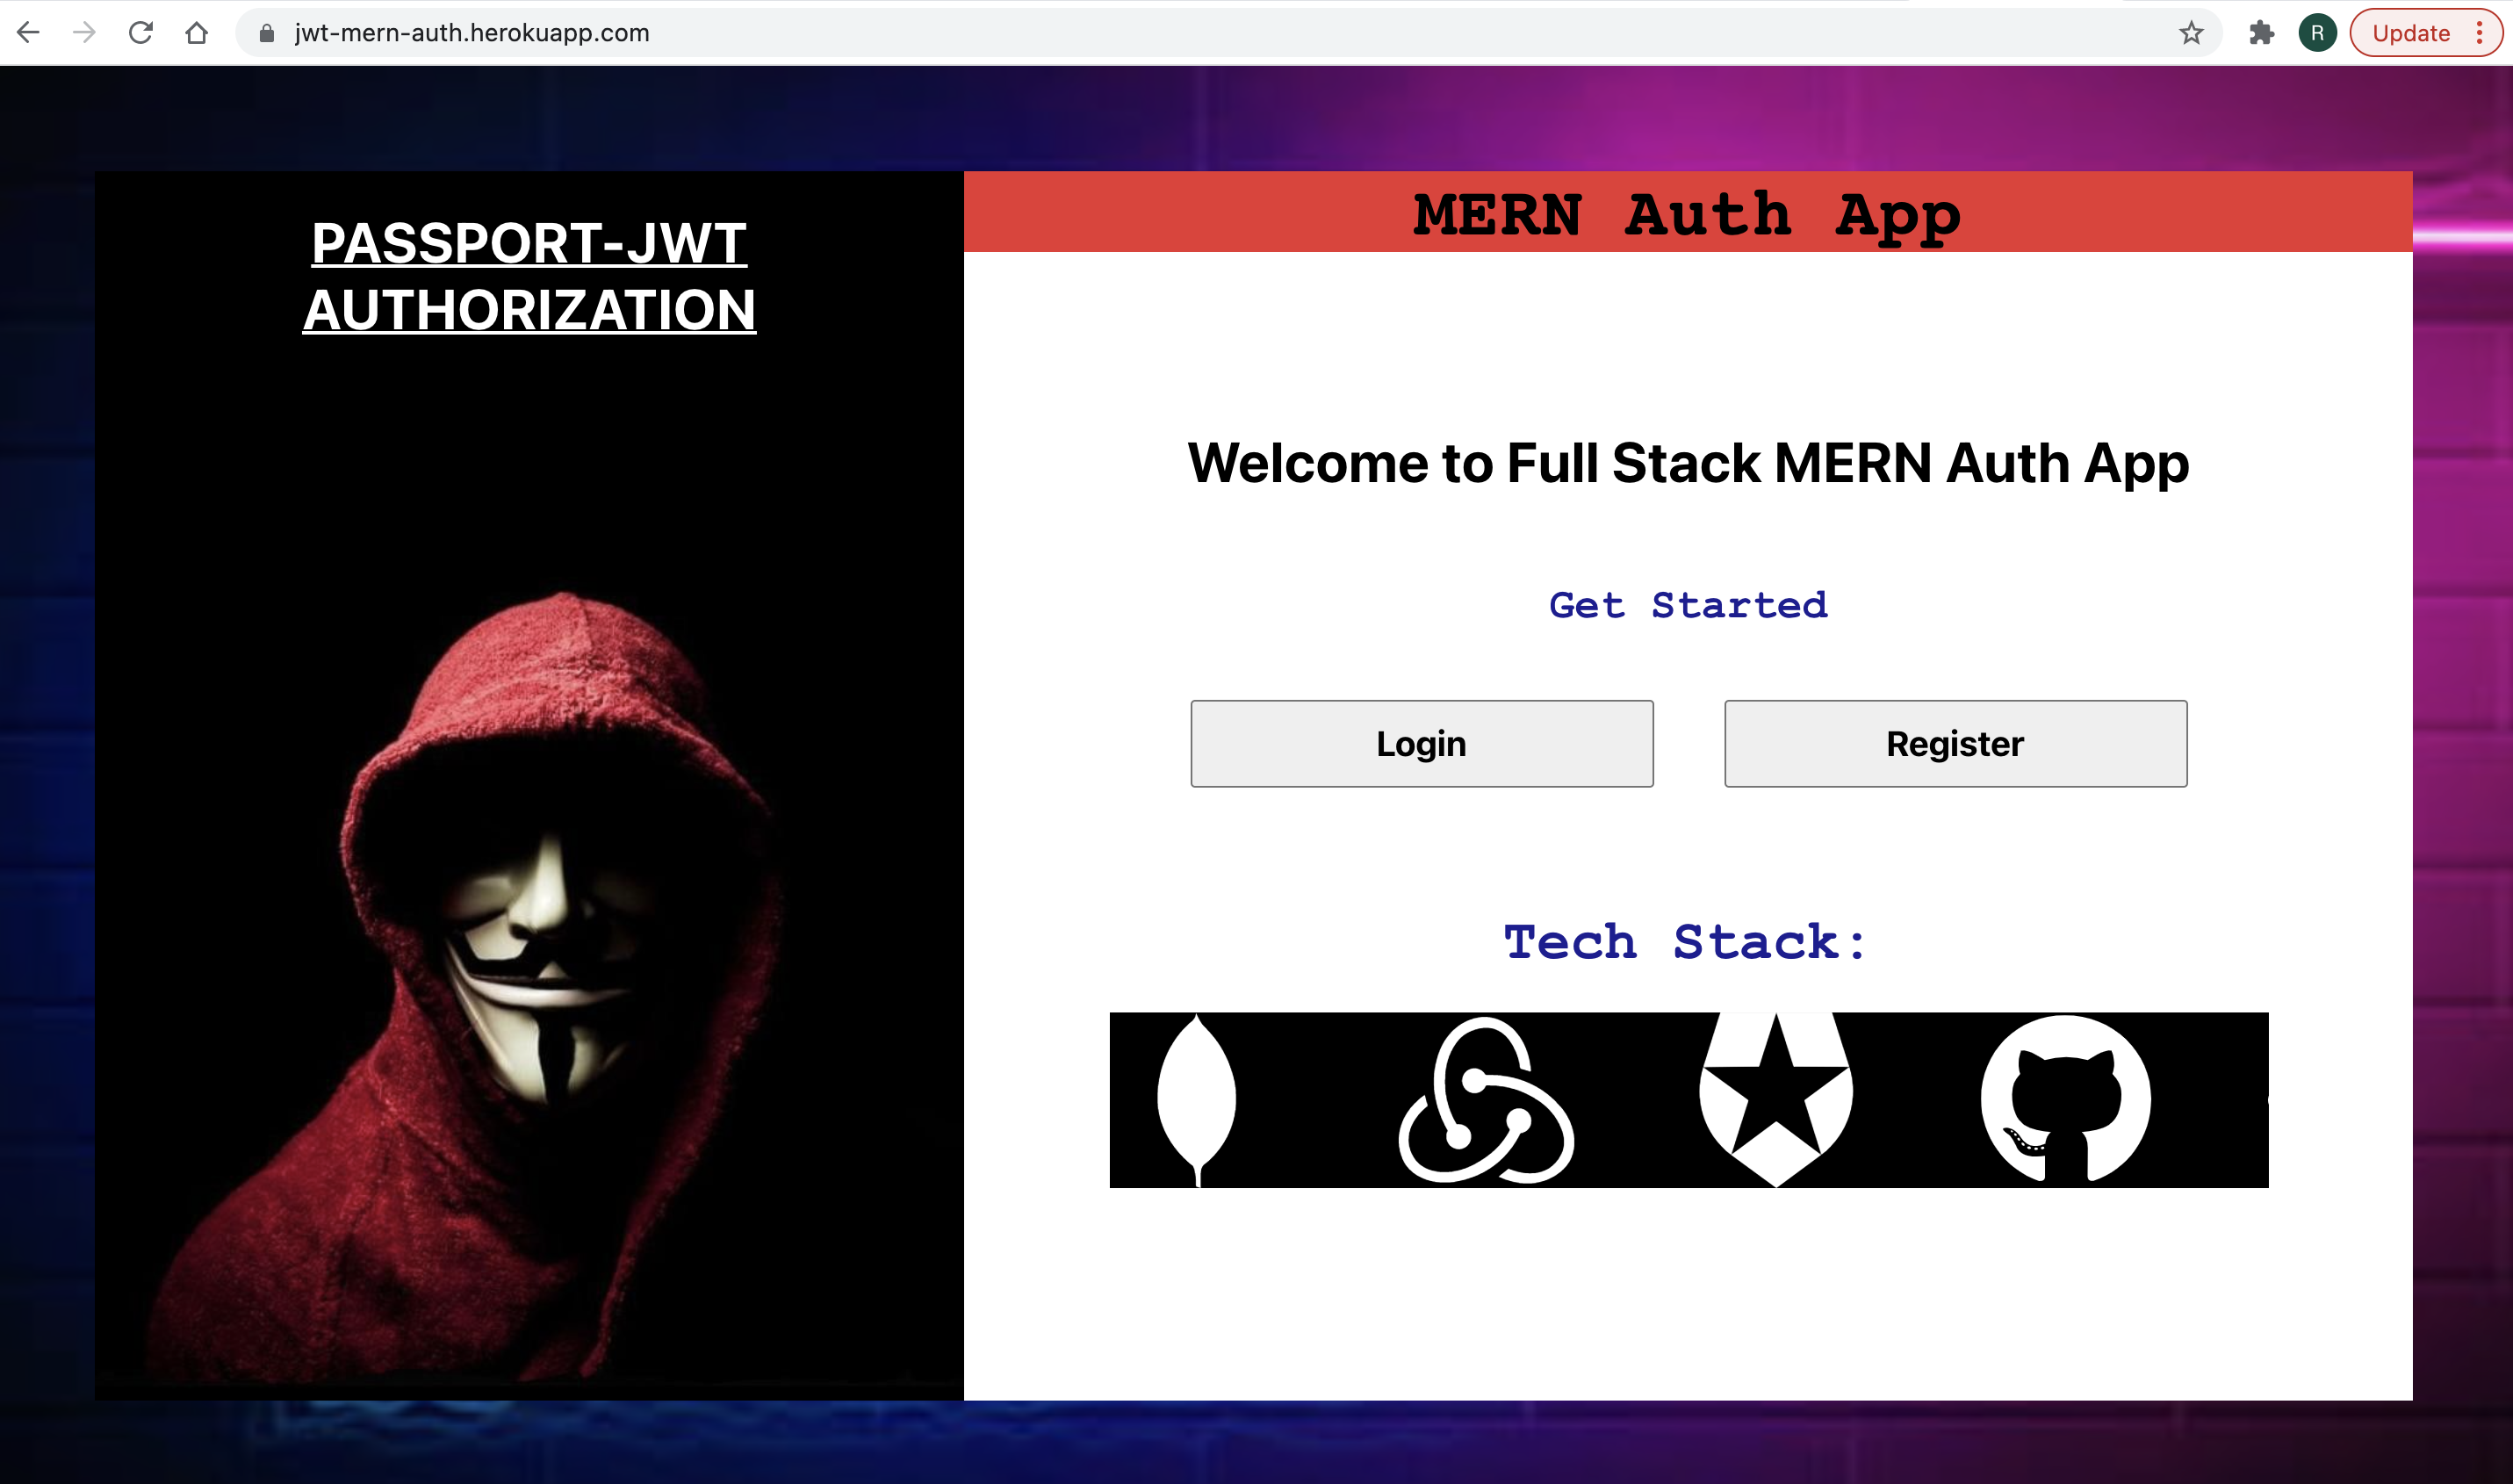 jwt-mern-auth.herokuapp.com
R
Update
PASSPORT-JWT
AUTHORIZATION
MERN Auth App
Welcome to Full Stack MERN Auth App
Get Started
Login
Register
Tech Stack: